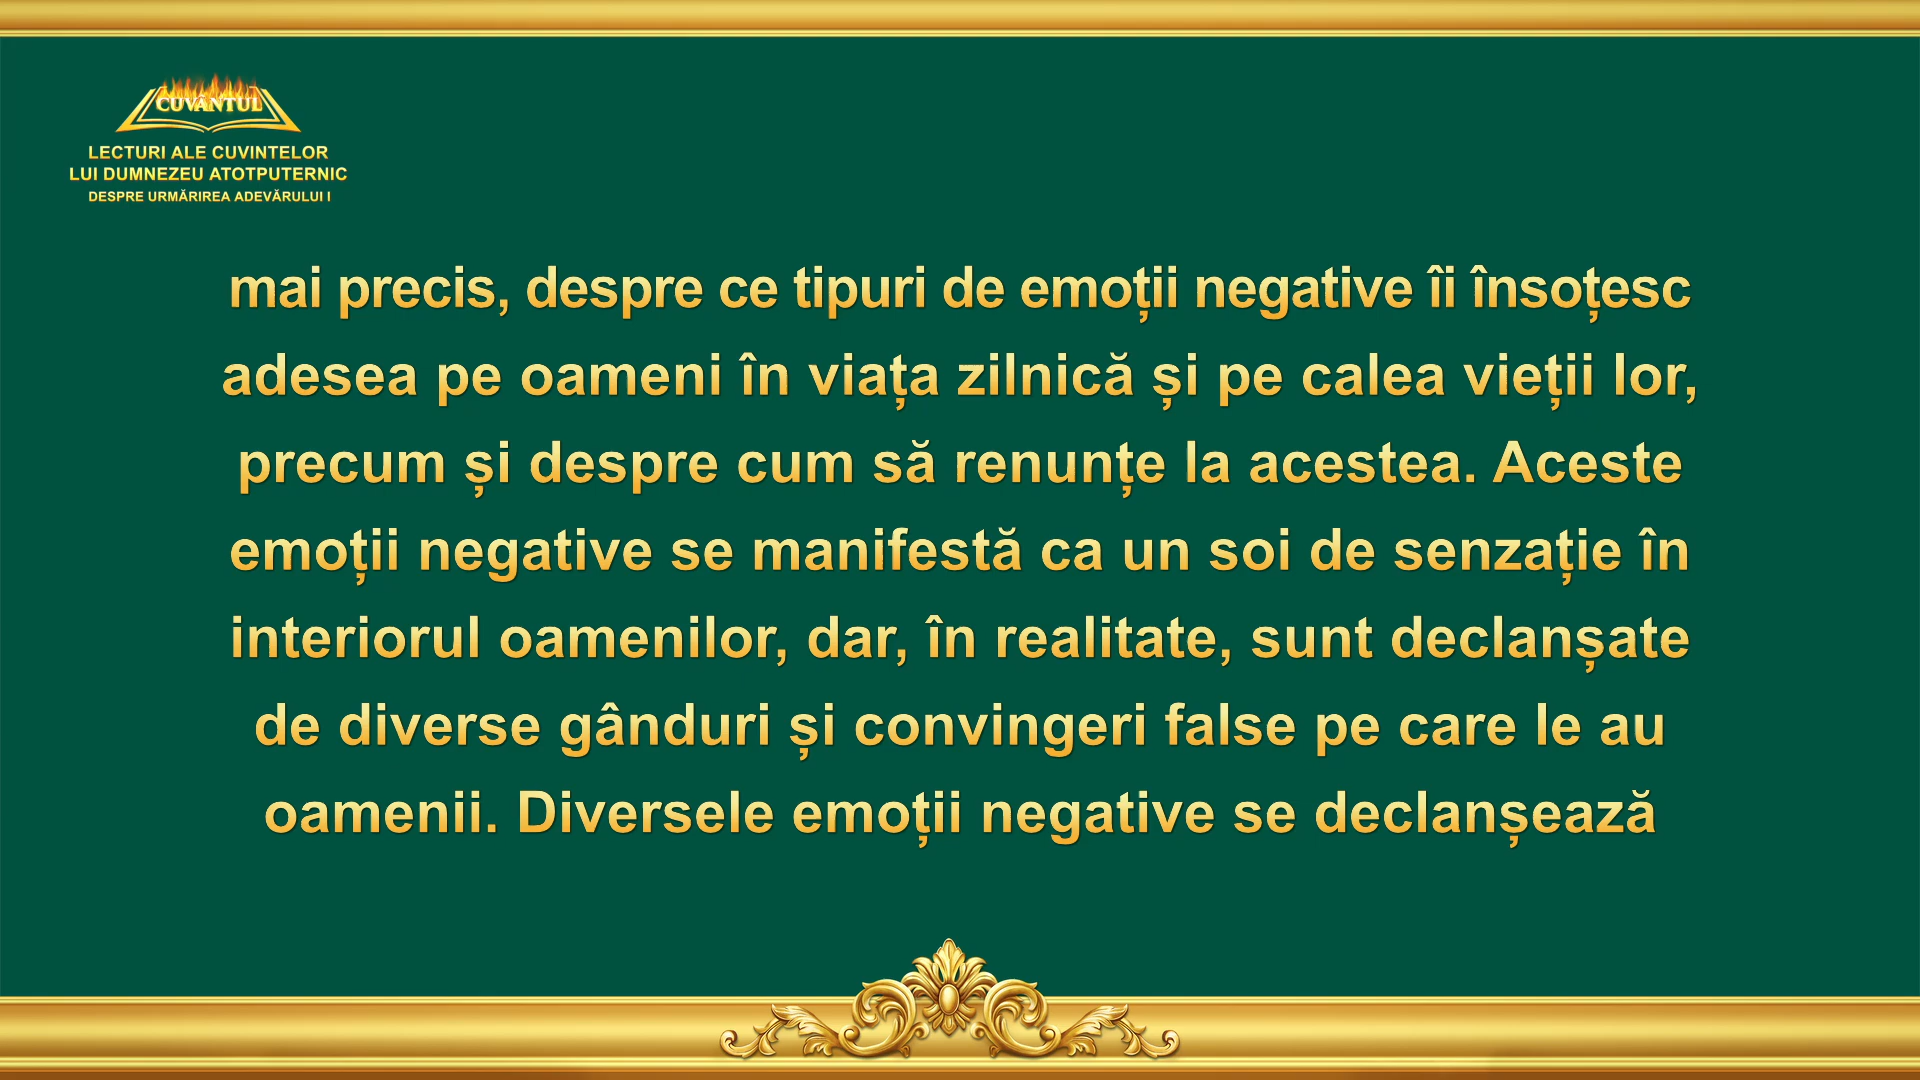 CUVÂNTUL
LECTURI ALE CUVINTELOR
LUI DUMNEZEU ATOTPUTERNIC
DESPRE URMĂRIREA ADEVĂRULUI I
mai precis, despre ce tipuri de emoții negative îi însoțesc
adesea pe oameni în viața zilnică și pe calea vieții lor,
precum și despre cum să renunțe la acestea. Aceste
emoții negative se manifestă ca un soi de senzație în
interiorul oamenilor, dar, în realitate, sunt declanșate
de diverse gânduri și convingeri false pe care le au
oamenii. Diversele emoții negative se declanșează